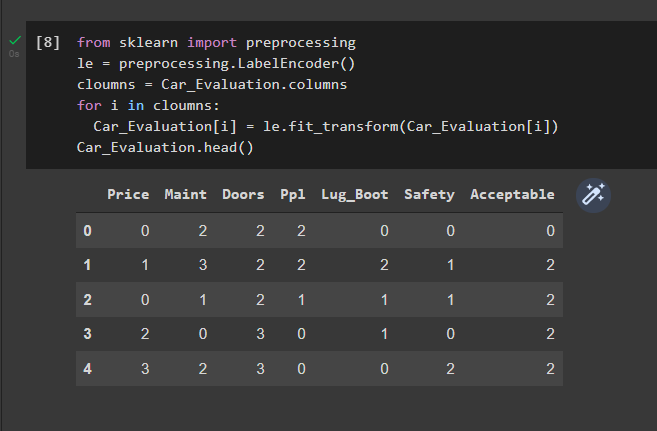 [8] from sklearn import preprocessing
le = preprocessing.LabelEncoder()
cloumns = Car_Evaluation.columns
for i in cloumns:
Car_Evaluation[i] = le.fit_transform(Car_Evaluation[i])
Car_Evaluation.head()
0s
Price Maint Doors Ppl Lug_Boot Safety Acceptable
0 0 2 2 2 0 0 0
1 1 3 2 2 2 1 2
2 0 1 2 1 1 1 2
3 2 0 3 0 1 0 2
4 3 2 3 0 0 2 2